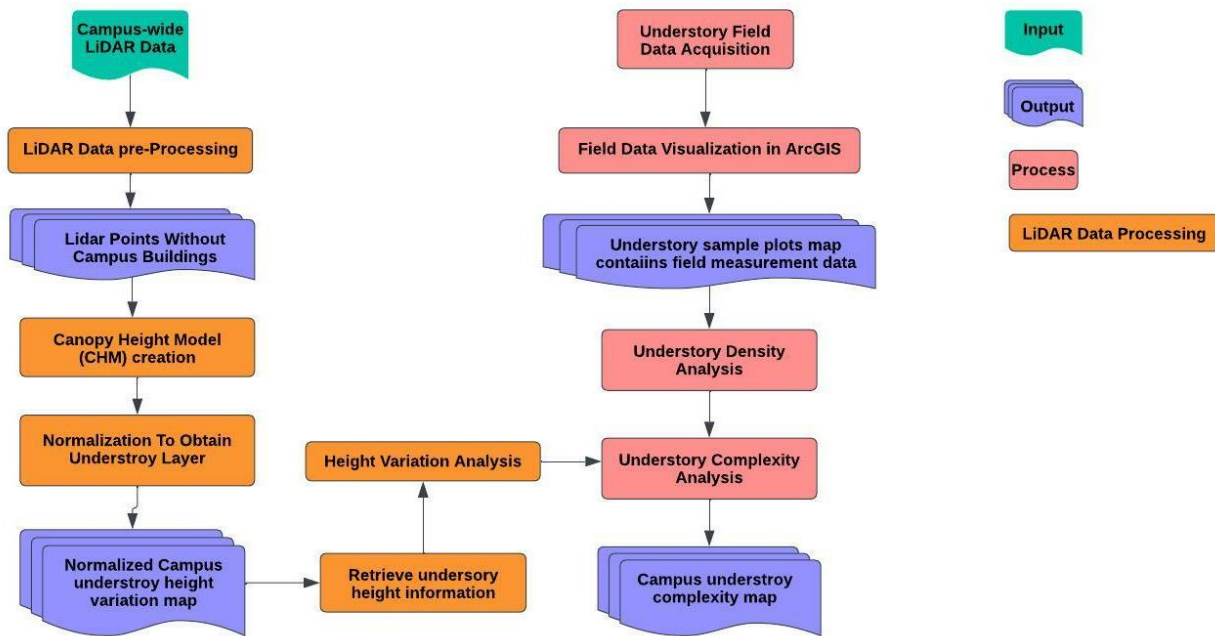 Campus-wide
LiDAR Data
LiDAR Data pre-Processing
Lidar Points Without
Campus Buildings
Canopy Height Model
(CHM) creation
Normalization To Obtain
Understroy Layer
Normalized Campus
understroy height
variation map
Retrieve undersory
height information
Height Variation Analysis
Understory Field
Data Acquisition
Field Data Visualization in ArcGIS
Understory sample plots map
contaiins field measurement data
Understory Density
Analysis
Understory Complexity
Analysis
Campus understroy
complexity map
Input
Output
Process
LiDAR Data Processing